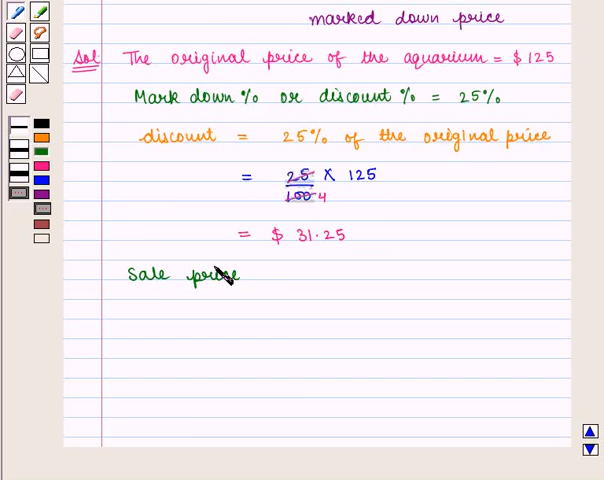 marked down price
Sol The original price of the aquarium = $ 125
Mark down % or discount % = 25%
discount = 25% of the original price
= 25/100 4 × 125
= $ 31.25
Sale price